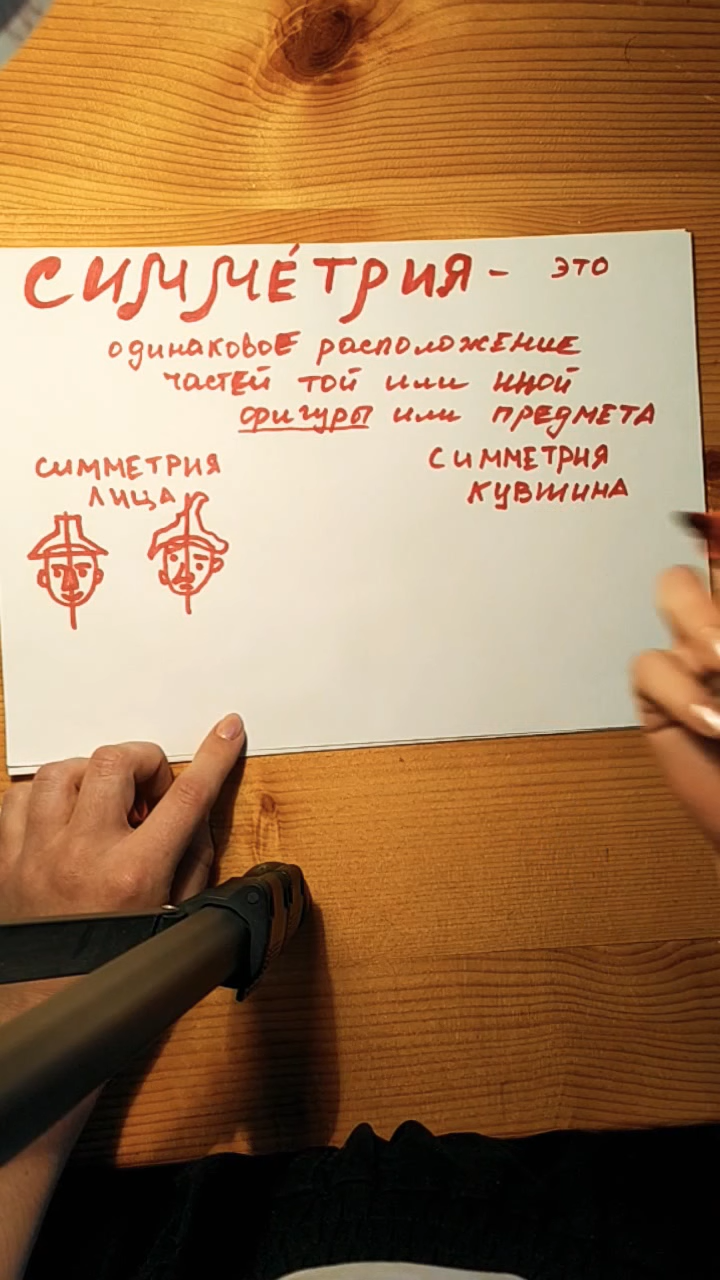 СИММЕ́ТРИЯ - ЭТО
одинаковоЕ расположЕниЕ
частЕй той или иной
фигуры или прЕдмЕта
СИММЕТРИЯ
ЛИЦА
СИММЕТРИЯ
КУВШИНА